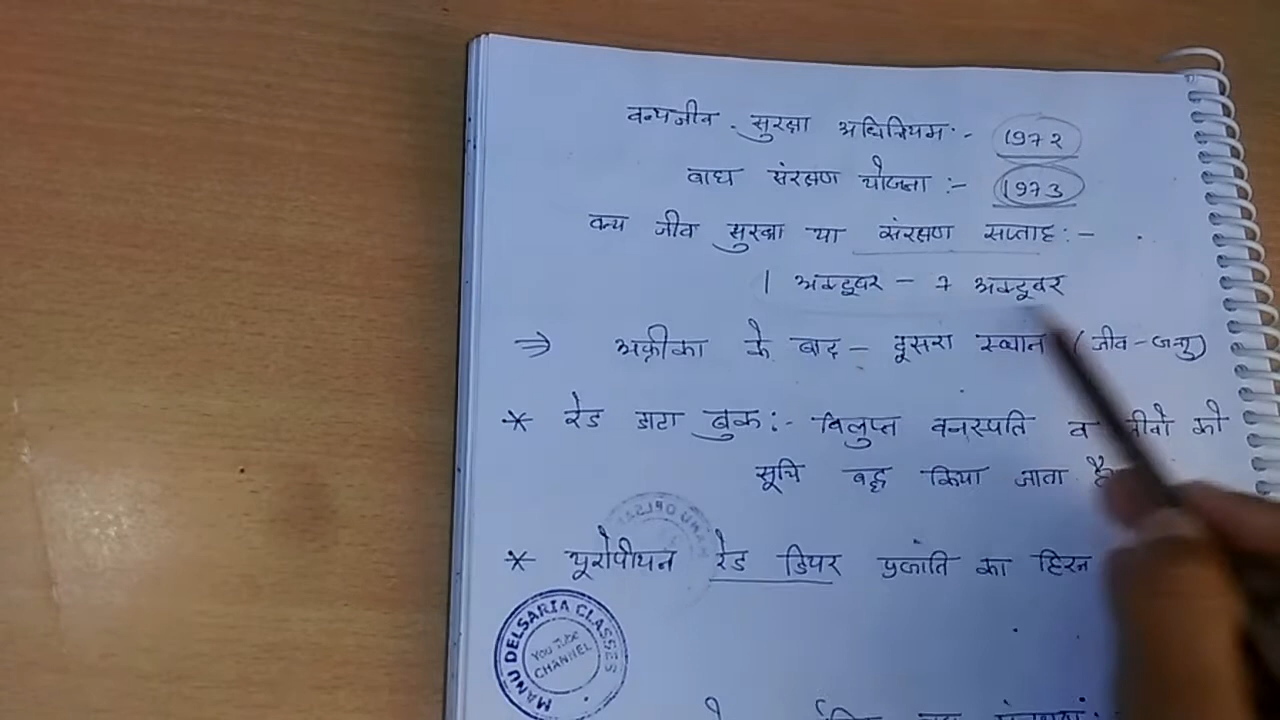 वन्यजीव सुरक्षा अधिनियम :- 1972
बाघ संरक्षण योजना :- 1973
वन्य जीव सुरक्षा या संरक्षण सप्ताह :-
1 अक्टूबर - 7 अक्टूबर
⇒ अफ्रीका के बाद - दूसरा स्थान (जीव-जन्तु)
* रेड डाटा बुक :- विलुप्त वनस्पति व जीवो को
सूचि बद्ध किया जाता है
* यूरोपीयन रेड डियर प्रजाति का हिरन
MANU DELSARIA CLASSES
YouTube
CHANNEL